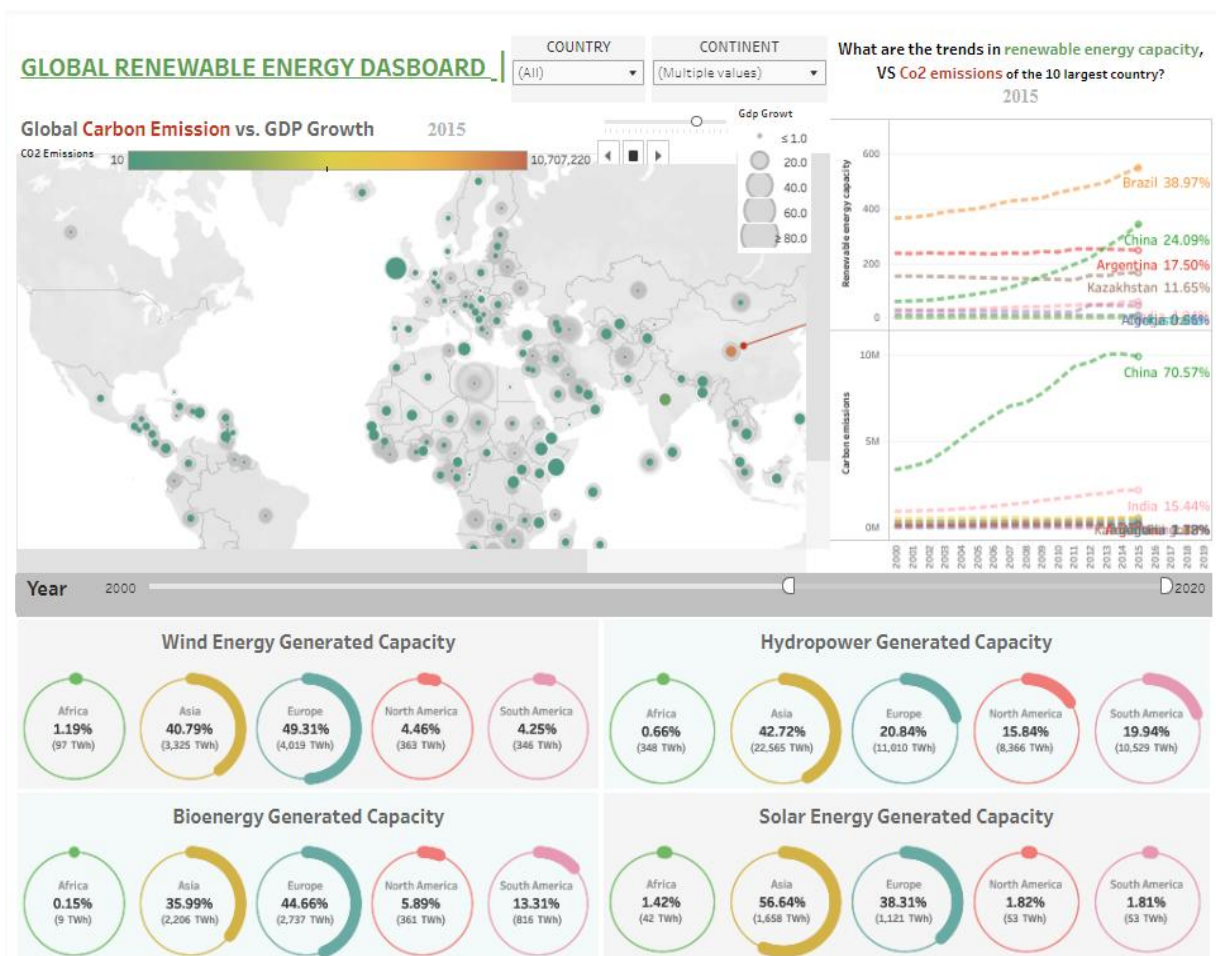 GLOBAL RENEWABLE ENERGY DASBOARD
COUNTRY
(All)
CONTINENT
(Multiple values)
Global Carbon Emission vs. GDP Growth
2015
CO2 Emissions
10
10,707,220
Gdp Growt
≤ 1.0
20.0
40.0
60.0
≥ 80.0
What are the trends in renewable energy capacity,
VS Co2 emissions of the 10 largest country?
2015
Renewable energy capacity
600
400
200
0
Brazil 38.97%
China 24.09%
Argentina 17.50%
Kazakhstan 11.65%
Carbon emissions
10M
5M
0M
China 70.57%
India 15.44%
2000
2001
2002
2003
2004
2005
2006
2007
2008
2009
2010
2011
2012
2013
2014
2015
2016
2017
2018
2019
Year
2000
2020
Wind Energy Generated Capacity
Africa
1.19%
(97 TWh)
Asia
40.79%
(3,325 TWh)
Europe
49.31%
(4,019 TWh)
North America
4.46%
(363 TWh)
South America
4.25%
(346 TWh)
Hydropower Generated Capacity
Africa
0.66%
(348 TWh)
Asia
42.72%
(22,565 TWh)
Europe
20.84%
(11,010 TWh)
North America
15.84%
(8,366 TWh)
South America
19.94%
(10,529 TWh)
Bioenergy Generated Capacity
Africa
0.15%
(9 TWh)
Asia
35.99%
(2,206 TWh)
Europe
44.66%
(2,737 TWh)
North America
5.89%
(361 TWh)
South America
13.31%
(816 TWh)
Solar Energy Generated Capacity
Africa
1.42%
(42 TWh)
Asia
56.64%
(1,658 TWh)
Europe
38.31%
(1,121 TWh)
North America
1.82%
(53 TWh)
South America
1.81%
(53 TWh)